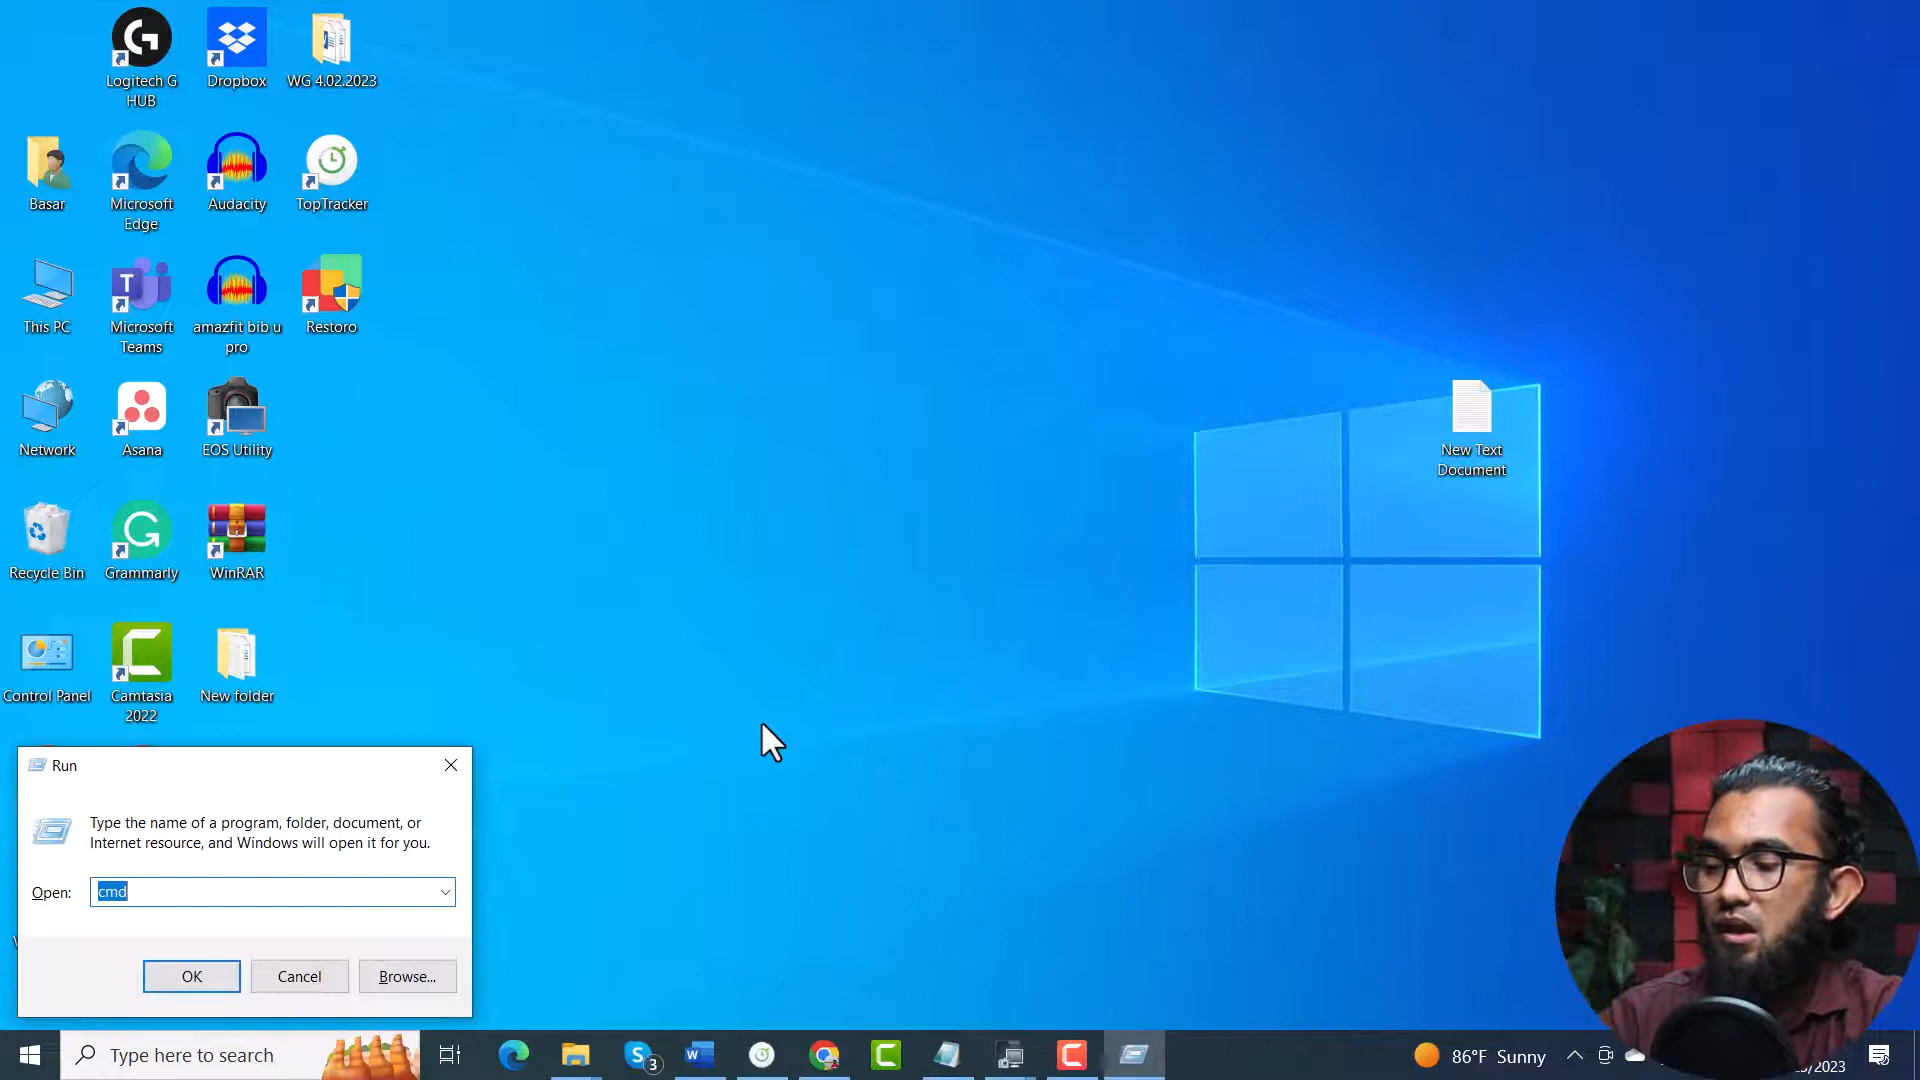 Logitech G
HUB
Dropbox
WG 4.02.2023
Basar
Microsoft
Edge
Audacity
TopTracker
This PC
Microsoft
Teams
amazfit bib u
pro
Restoro
Network
Asana
EOS Utility
New Text
Document
Recycle Bin
Grammarly
WinRAR
Control Panel
Camtasia
2022
New folder
Run
Type the name of a program, folder, document, or
Internet resource, and Windows will open it for you.
Open:
cmd
OK
Cancel
Browse...
Type here to search
3
86°F Sunny
/2023